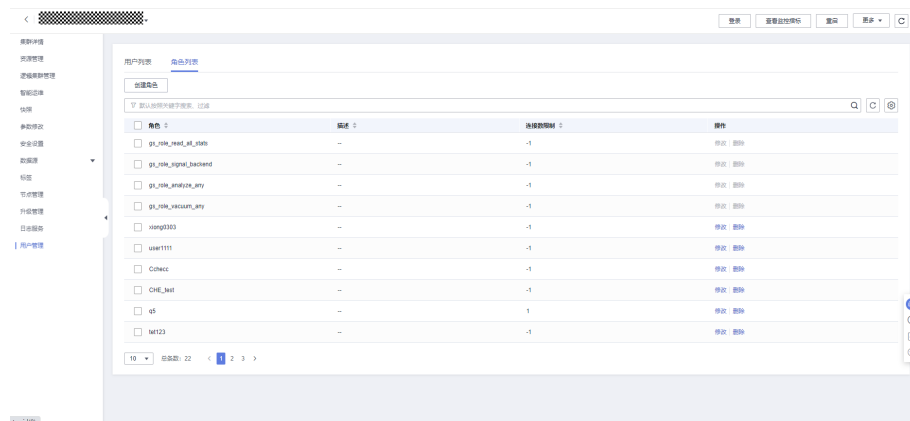 登录 查看监控指标 重启 更多
集群详情
资源管理
逻辑集群管理
智能运维
快照
参数修改
安全设置
数据源
标签
节点管理
升级管理
日志服务
用户管理
用户列表 角色列表
创建角色
默认按照关键字搜索、过滤
角色 描述 连接数限制 操作
gs_role_read_all_stats -- -1 修改 删除
gs_role_signal_backend -- -1 修改 删除
gs_role_analyze_any -- -1 修改 删除
gs_role_vacuum_any -- -1 修改 删除
xiong0303 -- -1 修改 删除
user1111 -- -1 修改 删除
Cchecc -- -1 修改 删除
CHE_test -- -1 修改 删除
q5 -- 1 修改 删除
tet123 -- -1 修改 删除
10 总条数: 22 < 1 2 3 >